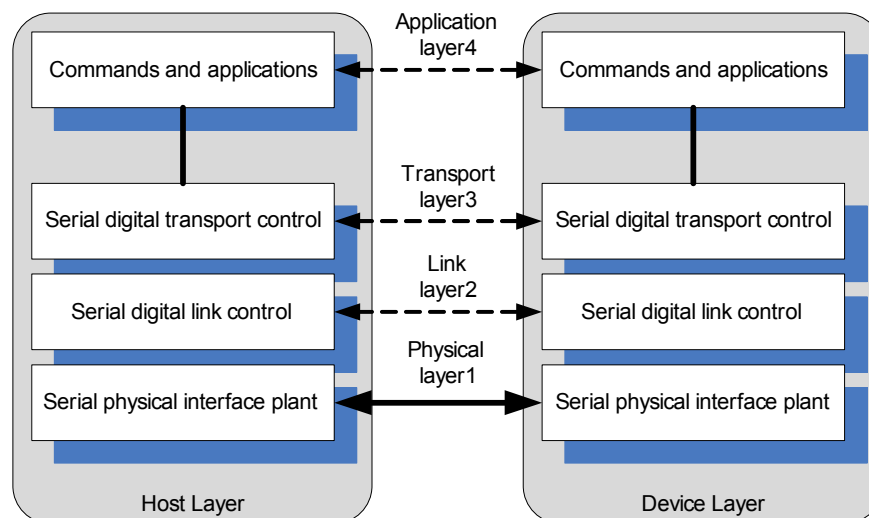 Application
layer4
Commands and applications
Commands and applications
Transport
layer3
Serial digital transport control
Serial digital transport control
Link
layer2
Serial digital link control
Serial digital link control
Physical
layer1
Serial physical interface plant
Serial physical interface plant
Host Layer
Device Layer